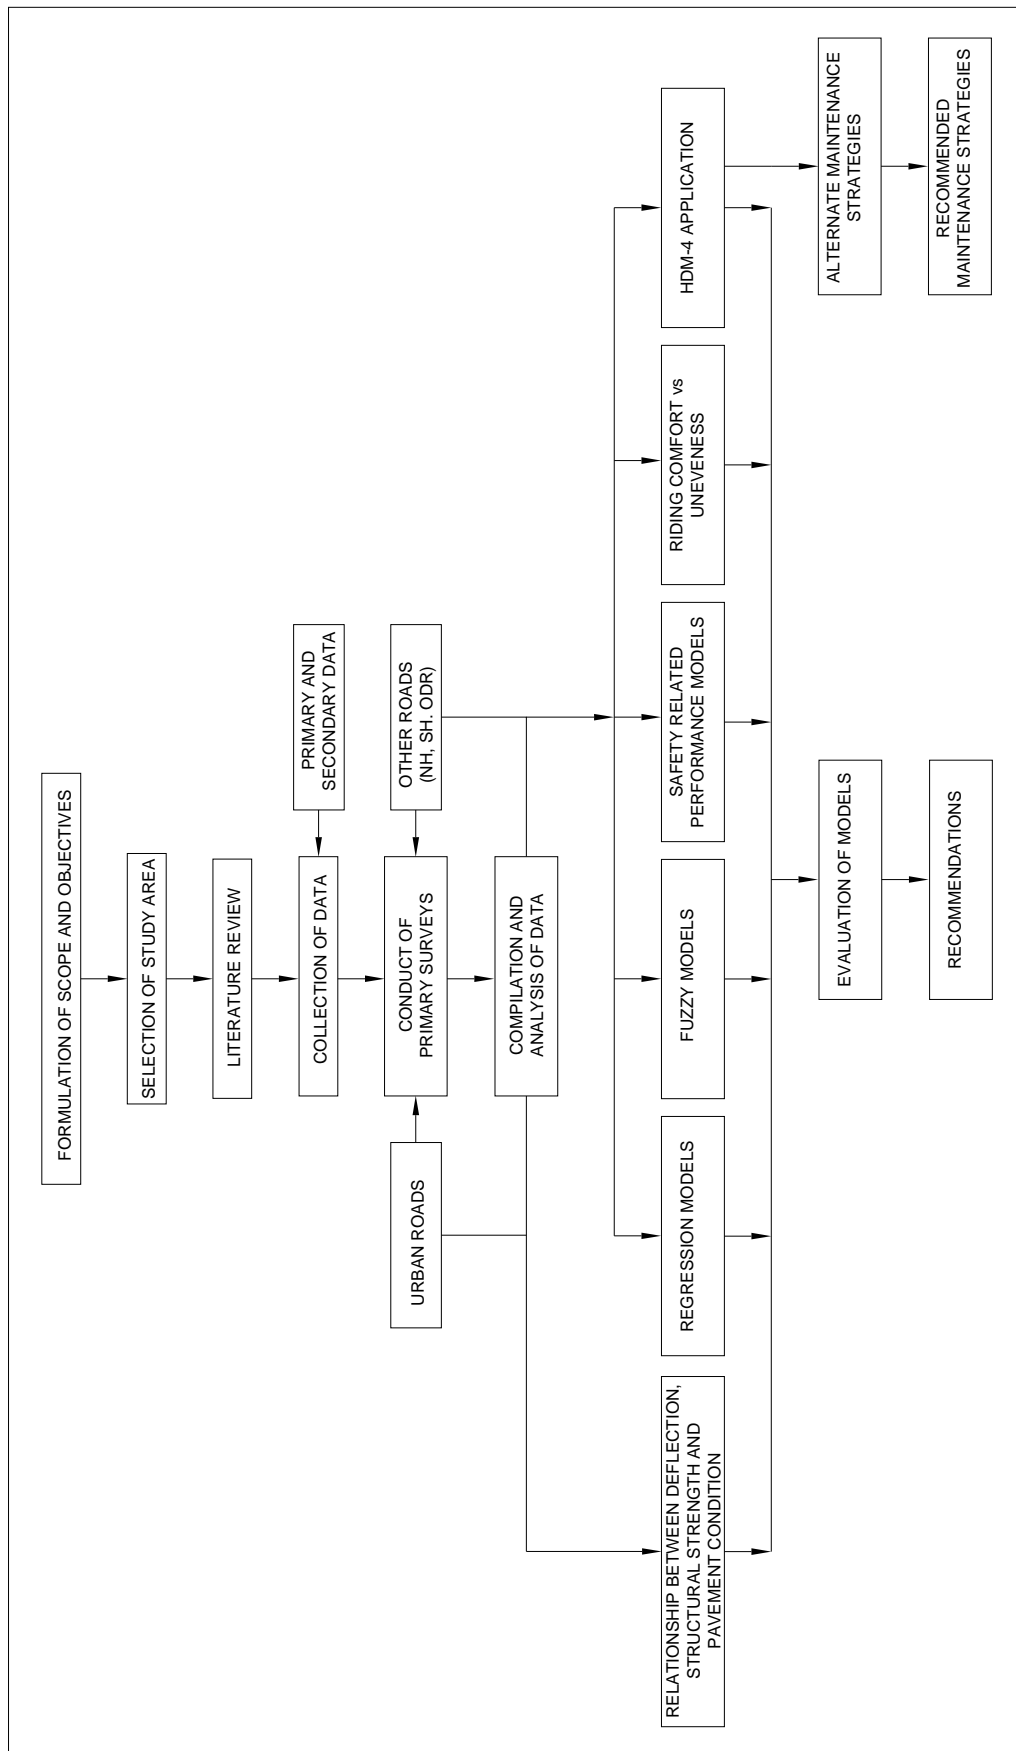 FORMULATION OF SCOPE AND OBJECTIVES
SELECTION OF STUDY AREA
LITERATURE REVIEW
COLLECTION OF DATA
PRIMARY AND
SECONDARY DATA
URBAN ROADS
CONDUCT OF
PRIMARY SURVEYS
OTHER ROADS
(NH, SH. ODR)
COMPILATION AND
ANALYSIS OF DATA
RELATIONSHIP BETWEEN DEFLECTION,
STRUCTURAL STRENGTH AND
PAVEMENT CONDITION
REGRESSION MODELS
FUZZY MODELS
SAFETY RELATED
PERFORMANCE MODELS
RIDING COMFORT vs
UNEVENESS
HDM-4 APPLICATION
EVALUATION OF MODELS
RECOMMENDATIONS
ALTERNATE MAINTENANCE
STRATEGIES
RECOMMENDED
MAINTENANCE STRATEGIES